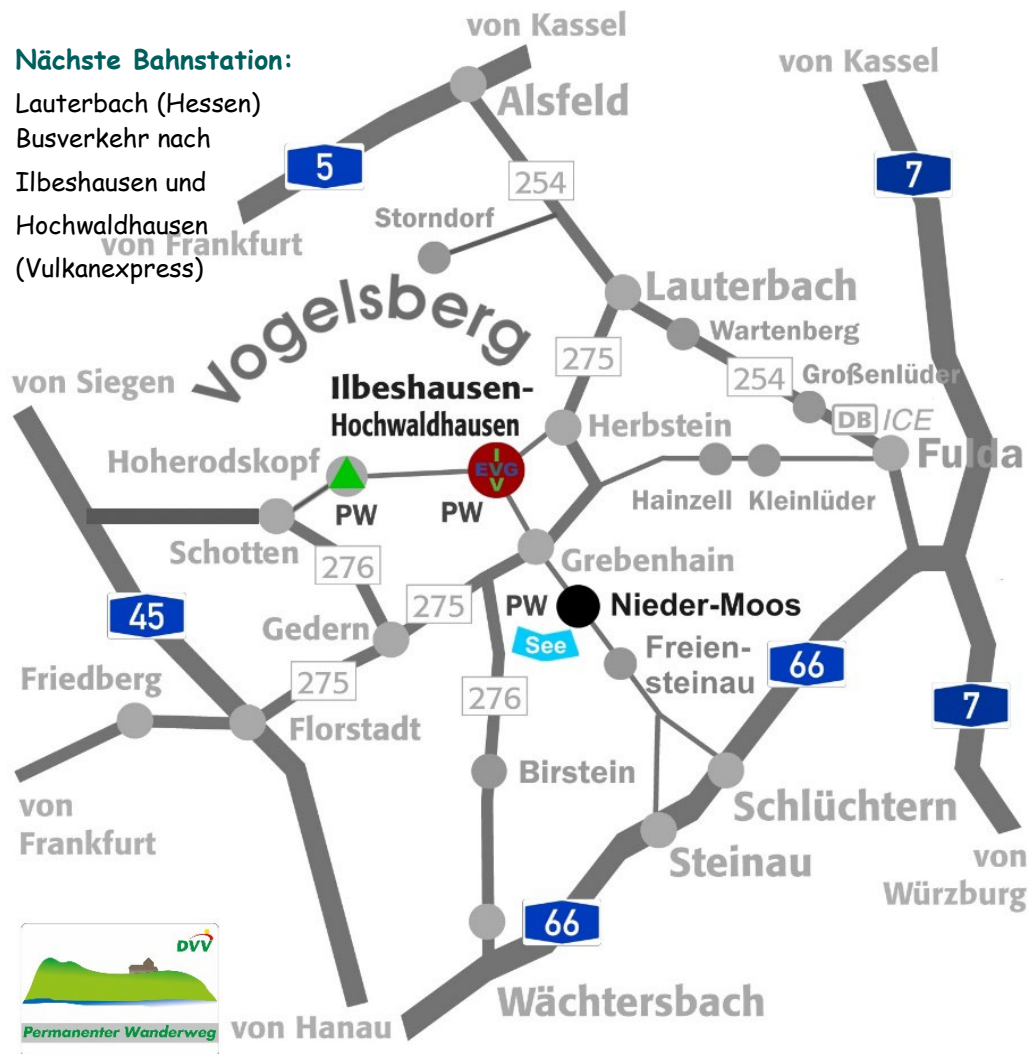 Nächste Bahnstation:
Lauterbach (Hessen)
Busverkehr nach
Ilbeshausen und
Hochwaldhausen
(Vulkanexpress)
von Kassel
Alsfeld
5
von Frankfurt
254
Storndorf
von Kassel
7
Vogelsberg
Lauterbach
Wartenberg
275
254
Großenlüder
DB ICE
Fulda
von Siegen
Ilbeshausen-
Hochwaldhausen
Herbstein
Hoherodskopf
PW
I
EVG
V
PW
Hainzell
Kleinlüder
Schotten
276
Grebenhain
45
275
PW
Nieder-Moos
See
Gedern
Freien-
steinau
66
Friedberg
275
276
7
Florstadt
Birstein
von
Frankfurt
Schlüchtern
Steinau
von
Würzburg
66
Wächtersbach
von Hanau
DVV
Permanenter Wanderweg